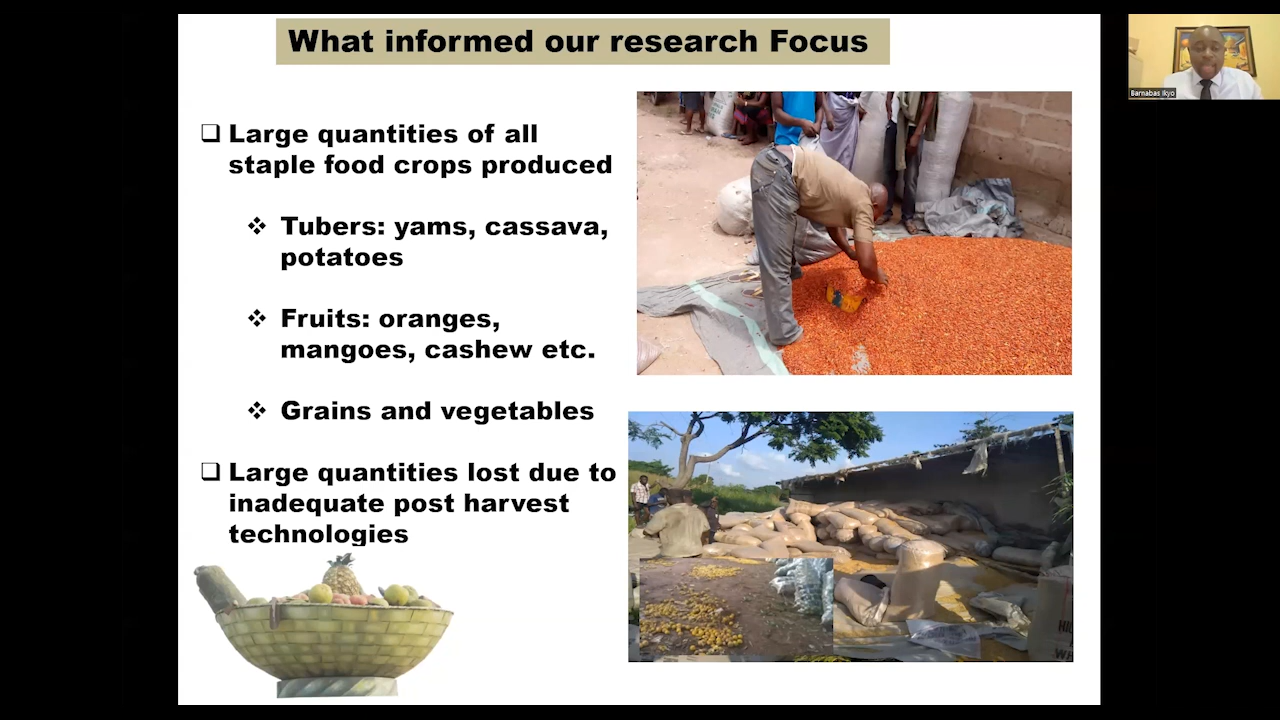 What informed our research Focus
Barnabas Ikyo
Large quantities of all
staple food crops produced
Tubers: yams, cassava,
potatoes
Fruits: oranges,
mangoes, cashew etc.
Grains and vegetables
Large quantities lost due to
inadequate post harvest
technologies